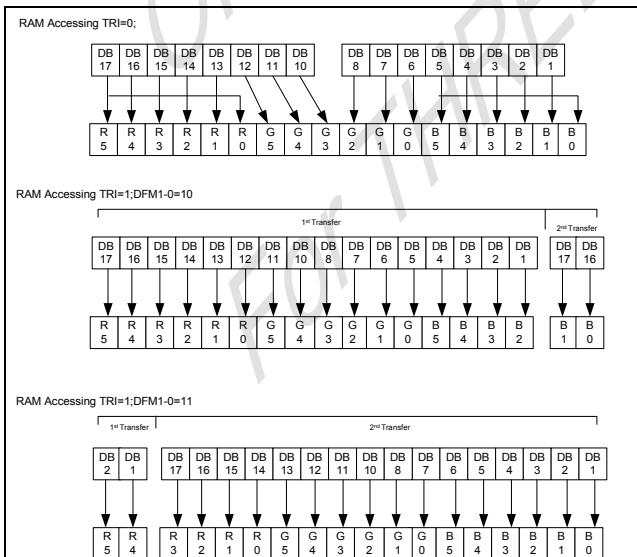 RAM Accessing TRI=0;
DB DB DB DB DB DB DB DB DB DB DB DB DB DB DB DB
17 16 15 14 13 12 11 10 8 7 6 5 4 3 2 1
R R R R R R G G G G G G B B B B B B
5 4 3 2 1 0 5 4 3 2 1 0 5 4 3 2 1 0
RAM Accessing TRI=1;DFM1-0=10
1st Transfer 2nd Transfer
DB DB DB DB DB DB DB DB DB DB DB DB DB DB DB DB DB DB
17 16 15 14 13 12 11 10 8 7 6 5 4 3 2 1 17 16
R R R R R R G G G G G G B B B B B B
5 4 3 2 1 0 5 4 3 2 1 0 5 4 3 2 1 0
RAM Accessing TRI=1;DFM1-0=11
1st Transfer 2nd Transfer
DB DB DB DB DB DB DB DB DB DB DB DB DB DB DB DB DB DB
2 1 17 16 15 14 13 12 11 10 8 7 6 5 4 3 2 1
R R R R R R G G G G G G B B B B B B
5 4 3 2 1 0 5 4 3 2 1 0 5 4 3 2 1 0
For THRE